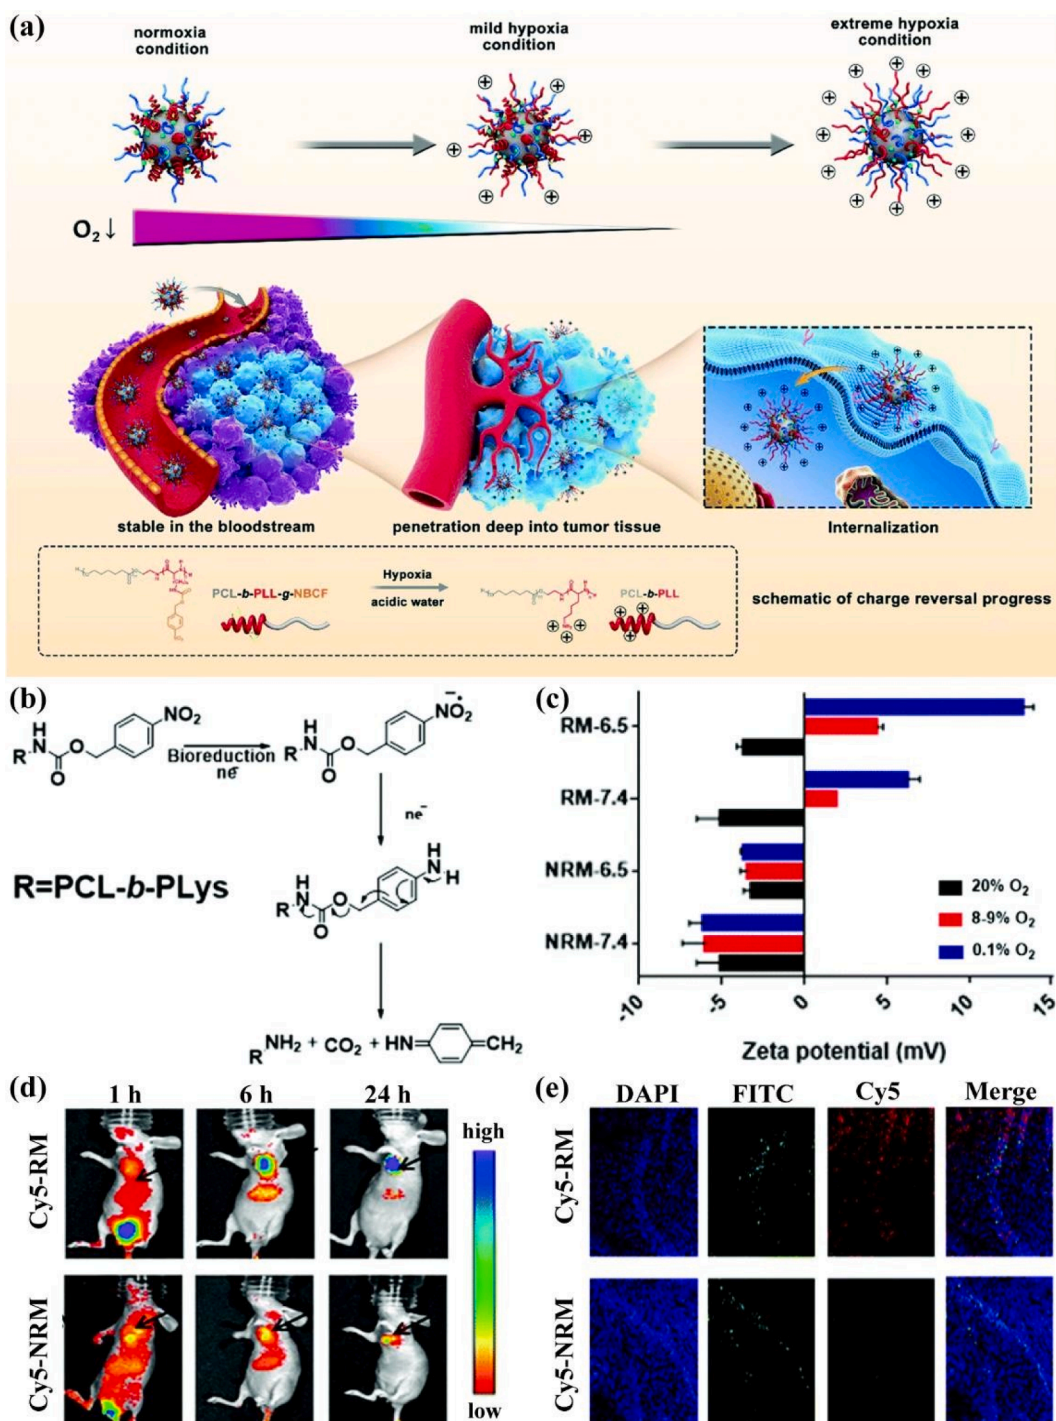 (a)
normoxia
condition
mild hypoxia
condition
extreme hypoxia
condition
O2 ↓
stable in the bloodstream
penetration deep into tumor tissue
Internalization
PCL-b-PLL-g-NBCF
Hypoxia
acidic water
PCL-b-PLL
schematic of charge reversal progress
(b)
NO2
H
N
R
O
O
Bioreduction
ne-
H
N
R
O
O
NO2
ne-
R=PCL-b-PLys
H
N
R
O
O
H
N
H
R NH2 + CO2 + HN CH2
(c)
RM-6.5
RM-7.4
NRM-6.5
NRM-7.4
20% O2
8-9% O2
0.1% O2
-10
-5
0
5
10
15
Zeta potential (mV)
(d)
1 h
6 h
24 h
Cy5-RM
Cy5-NRM
high
low
(e)
DAPI
FITC
Cy5
Merge
Cy5-RM
Cy5-NRM